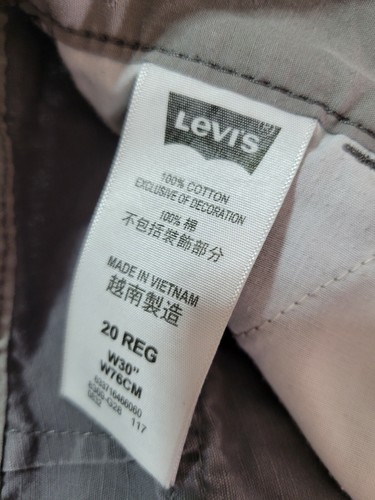 Levi's®
100% COTTON
EXCLUSIVE OF DECORATION
100% 棉
不包括裝飾部分
MADE IN VIETNAM
越南製造
20 REG
W30"
W76CM
117